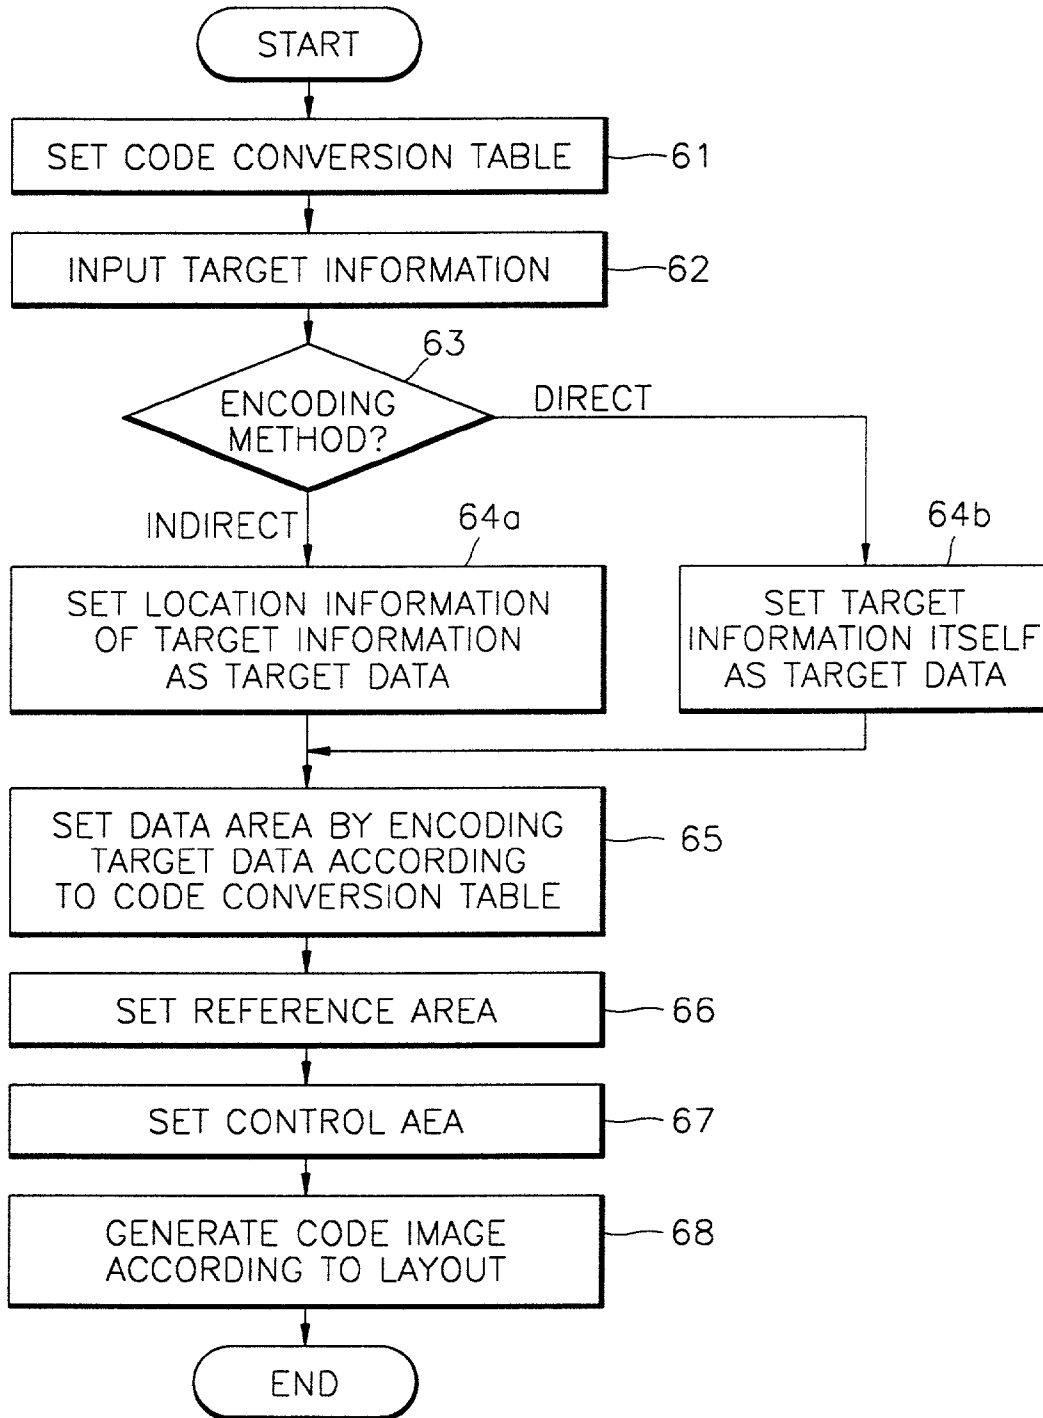 START
SET CODE CONVERSION TABLE
61
INPUT TARGET INFORMATION
62
63
ENCODING
METHOD?
DIRECT
INDIRECT
64a
64b
SET LOCATION INFORMATION
OF TARGET INFORMATION
AS TARGET DATA
SET TARGET
INFORMATION ITSELF
AS TARGET DATA
SET DATA AREA BY ENCODING
TARGET DATA ACCORDING
TO CODE CONVERSION TABLE
65
SET REFERENCE AREA
66
SET CONTROL AEA
67
GENERATE CODE IMAGE
ACCORDING TO LAYOUT
68
END